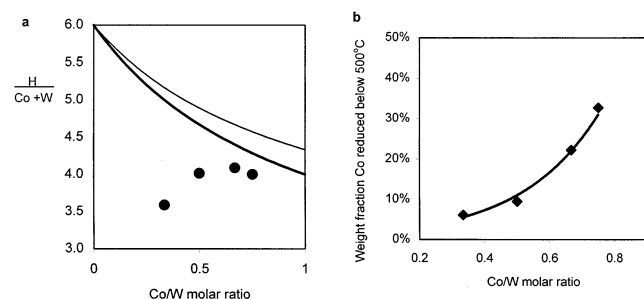 a
6.0
5.5
5.0
4.5
4.0
3.5
3.0
H
Co +W
0
0.5
1
Co/W molar ratio
b
50%
40%
30%
20%
10%
0%
Weight fraction Co reduced below 500°C
0.2
0.4
0.6
0.8
Co/W molar ratio